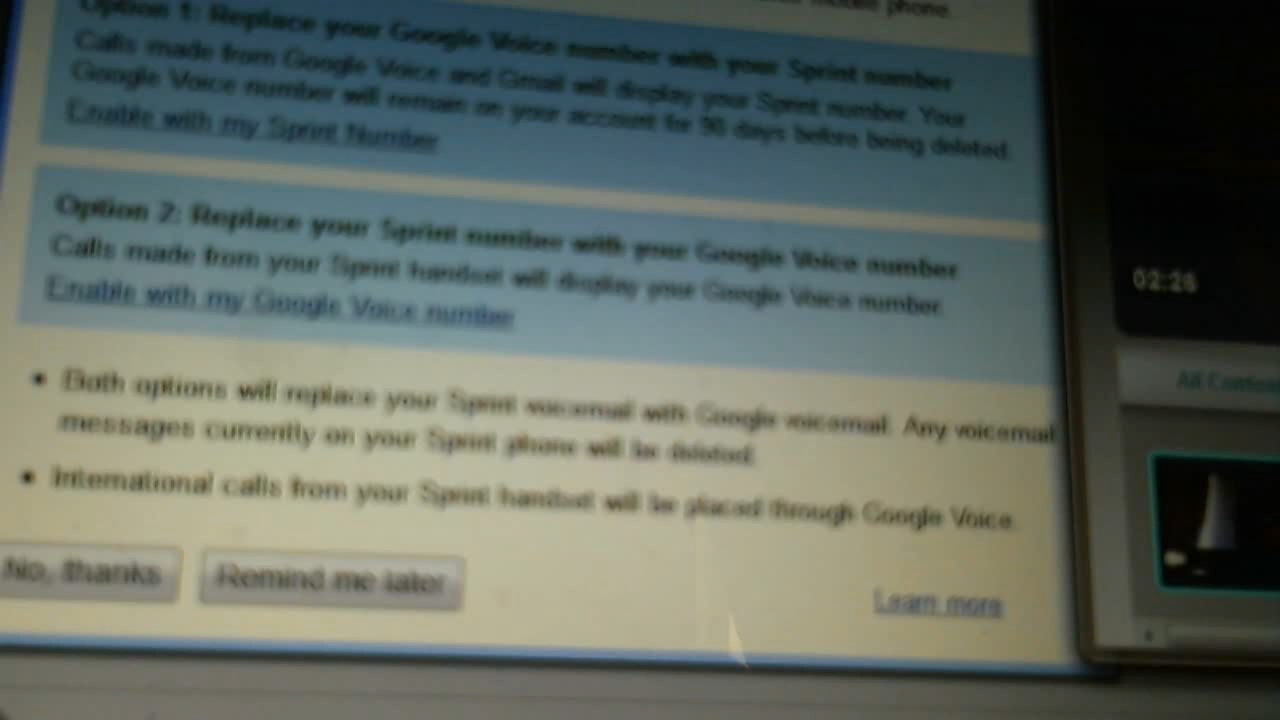 mobile phone.
Option 1: Replace your Google Voice number with your Sprint number
Calls made from Google Voice and Gmail will display your Sprint number. Your
Google Voice number will remain on your account for 90 days before being deleted.
Enable with my Sprint Number
Option 2: Replace your Sprint number with your Google Voice number
Calls made from your Sprint handset will display your Google Voice number.
Enable with my Google Voice number
• Both options will replace your Sprint voicemail with Google voicemail. Any voicemail
messages currently on your Sprint phone will be deleted.
• International calls from your Sprint handset will be placed through Google Voice.
No, thanks
Remind me later
Learn more
02:28
All